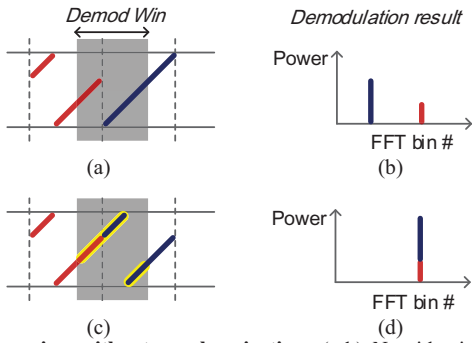 Demod Win
Demodulation result
Power
FFT bin #
(a)
(b)
Power
FFT bin #
(c)
(d)